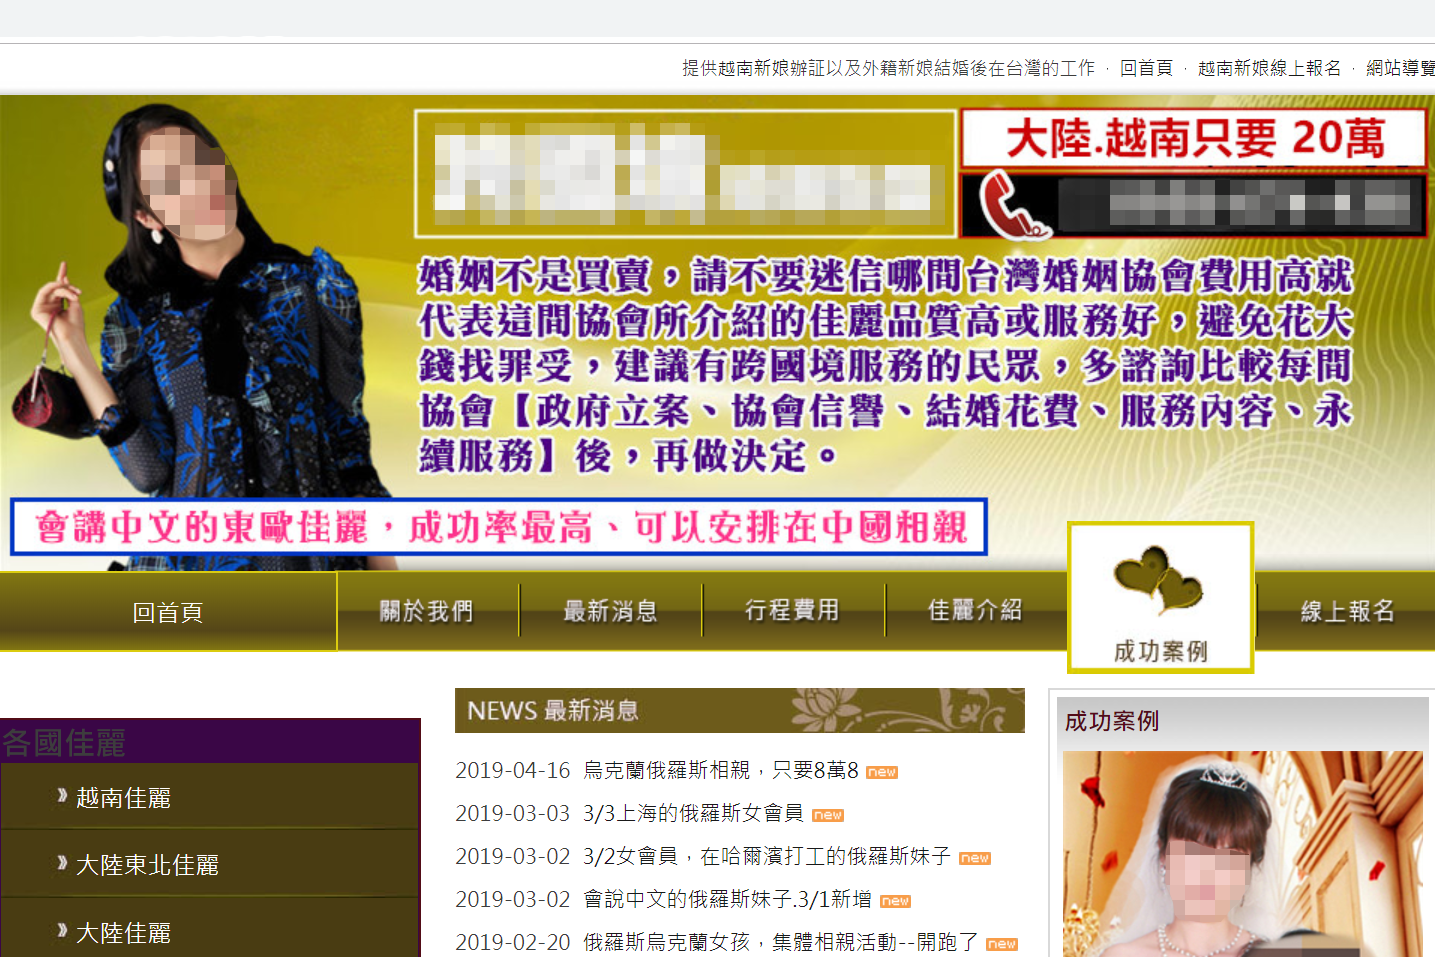 提供越南新娘辦証以及外籍新娘結婚後在台灣的工作 · 回首頁 · 越南新娘線上報名 · 網站導覽
大陸.越南只要 20萬
婚姻不是買賣，請不要迷信哪間台灣婚姻協會費用高就
代表這間協會所介紹的佳麗品質高或服務好，避免花大
錢找罪受，建議有跨國境服務的民眾，多諮詢比較每間
協會【政府立案、協會信譽、結婚花費、服務內容、永
續服務】後，再做決定。
會講中文的東歐佳麗，成功率最高、可以安排在中國相親
回首頁
關於我們
最新消息
行程費用
佳麗介紹
成功案例
線上報名
各國佳麗
越南佳麗
大陸東北佳麗
大陸佳麗
NEWS 最新消息
2019-04-16 烏克蘭俄羅斯相親，只要8萬8 new
2019-03-03 3/3上海的俄羅斯女會員 new
2019-03-02 3/2女會員，在哈爾濱打工的俄羅斯妹子 new
2019-03-02 會說中文的俄羅斯妹子.3/1新增 new
2019-02-20 俄羅斯烏克蘭女孩，集體相親活動--開跑了 new
成功案例